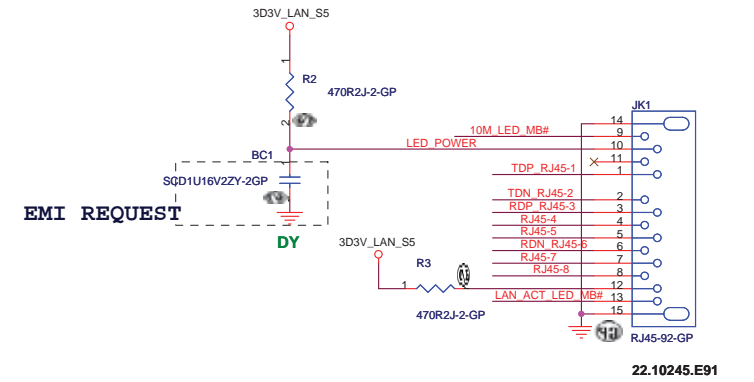 3D3V_LAN_S5
1
R2
470R2J-2-GP
2
JK1
14
10M_LED_MB# 9
LED_POWER 10
11
TDP_RJ45-1 1
BC1
1
SCD1U16V2ZY-2GP
TDN_RJ45-2 2
RDP_RJ45-3 3
EMI REQUEST
RJ45-4 4
RJ45-5 5
DY
3D3V_LAN_S5
RDN_RJ45-6 6
RJ45-7 7
R3
RJ45-8 8
1
12
LAN_ACT_LED_MB# 13
470R2J-2-GP
15
RJ45-92-GP
22.10245.E91